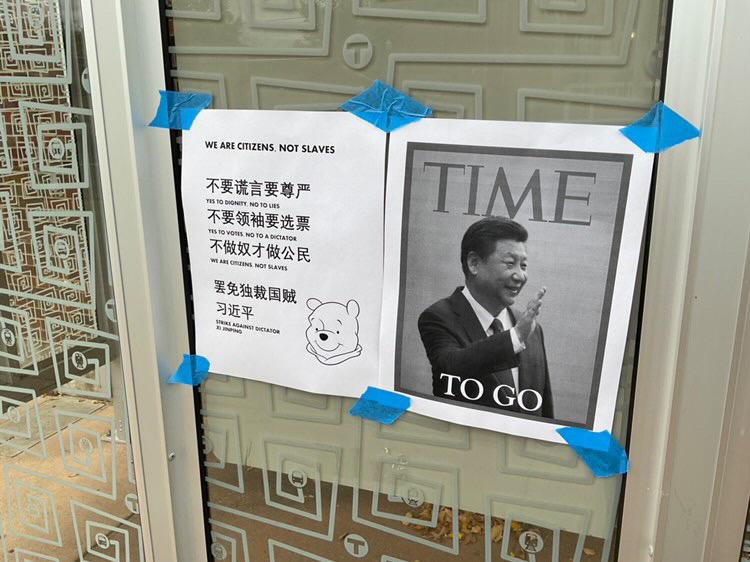 WE ARE CITIZENS, NOT SLAVES
不要谎言要尊严
YES TO DIGNITY. NO TO LIES
不要领袖要选票
YES TO VOTES. NO TO A DICTATOR
不做奴才做公民
WE ARE CITIZENS. NOT SLAVES
罢免独裁国贼
习近平
STRIKE AGAINST DICTATOR
XI JINPING
TIME
TO GO
T
T